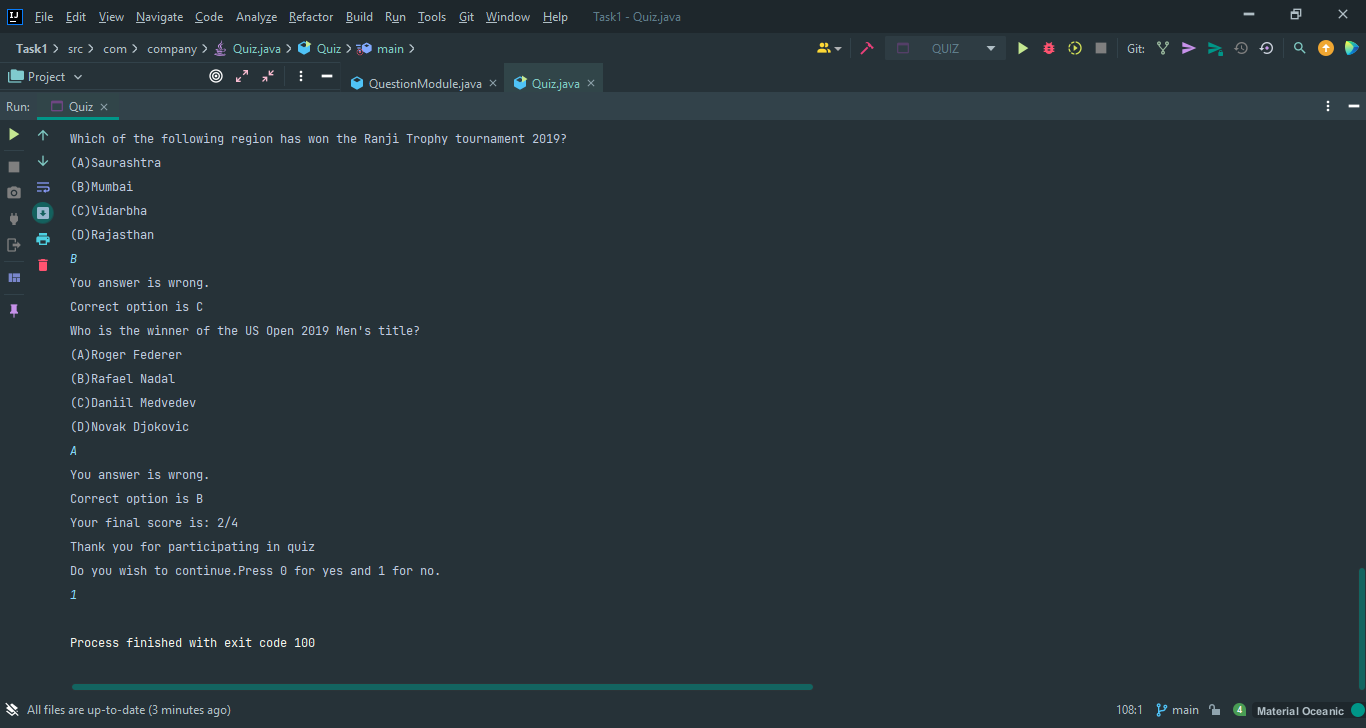 IJ File Edit View Navigate Code Analyze Refactor Build Run Tools Git Window Help Task1 - Quiz.java
Task1 src com company Quiz.java Quiz main QUIZ Git:
Project QuestionModule.java Quiz.java
Run: Quiz
Which of the following region has won the Ranji Trophy tournament 2019?
(A)Saurashtra
(B)Mumbai
(C)Vidarbha
(D)Rajasthan
B
You answer is wrong.
Correct option is C
Who is the winner of the US Open 2019 Men's title?
(A)Roger Federer
(B)Rafael Nadal
(C)Daniil Medvedev
(D)Novak Djokovic
A
You answer is wrong.
Correct option is B
Your final score is: 2/4
Thank you for participating in quiz
Do you wish to continue.Press 0 for yes and 1 for no.
1
Process finished with exit code 100
All files are up-to-date (3 minutes ago) 108:1 main 4 Material Oceanic